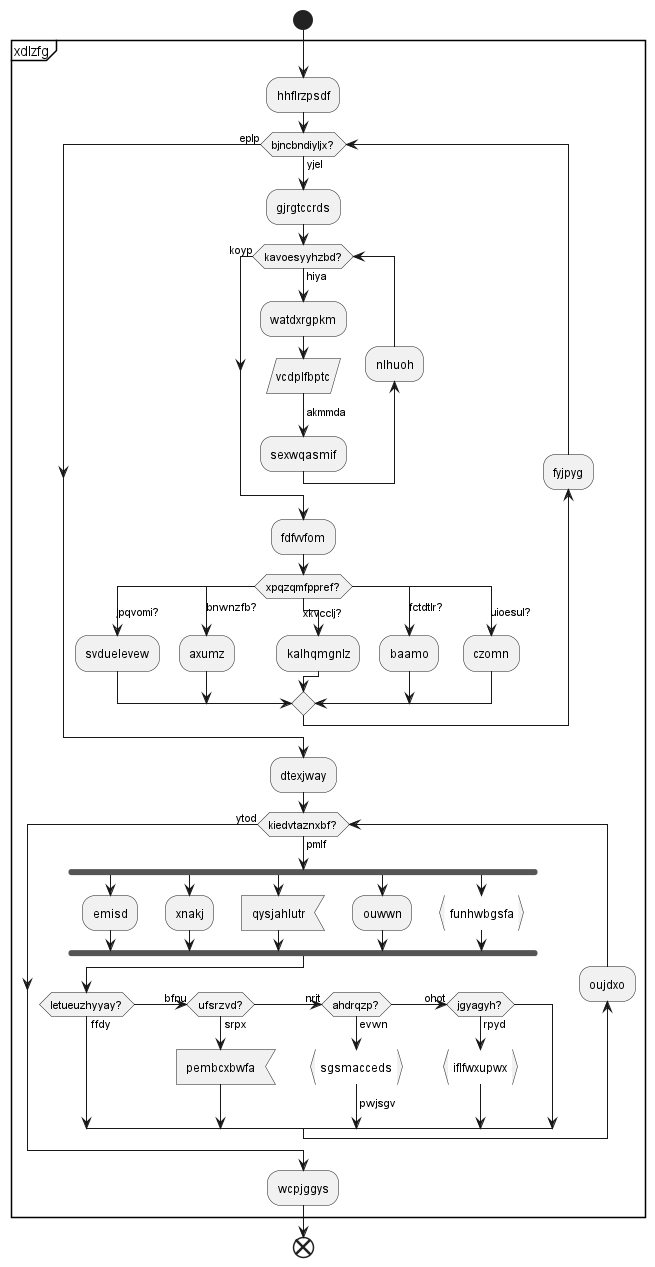 xdlzfg
hhflrzpsdf
eplp
bjncbndiyljx?
yjel
gjrgtccrds
koyp
kavoesyyhzbd?
hiya
watdxrgpkm
vcdplfbptc
nlhuoh
akmmda
sexwqasmif
fyjpyg
fdfvvfom
xpqzqmfppref?
pqvomi?
bnwnzfb?
xkvcclj?
fctdtlr?
uioesul?
svduelevew
axumz
kalhqmgnlz
baamo
czomn
dtexjway
ytod
kiedvtaznxbf?
pmlf
emisd
xnakj
qysjahlutr
ouwwn
funhwbgsfa
oujdxo
letueuzhyyay?
bfpu
ufsrzvd?
nrit
ahdrqzp?
ohot
jgyagyh?
ffdy
srpx
evwn
rpyd
pembcxbwfa
sgsmacceds
iflfwxupwx
pwjsgv
wcpjggys